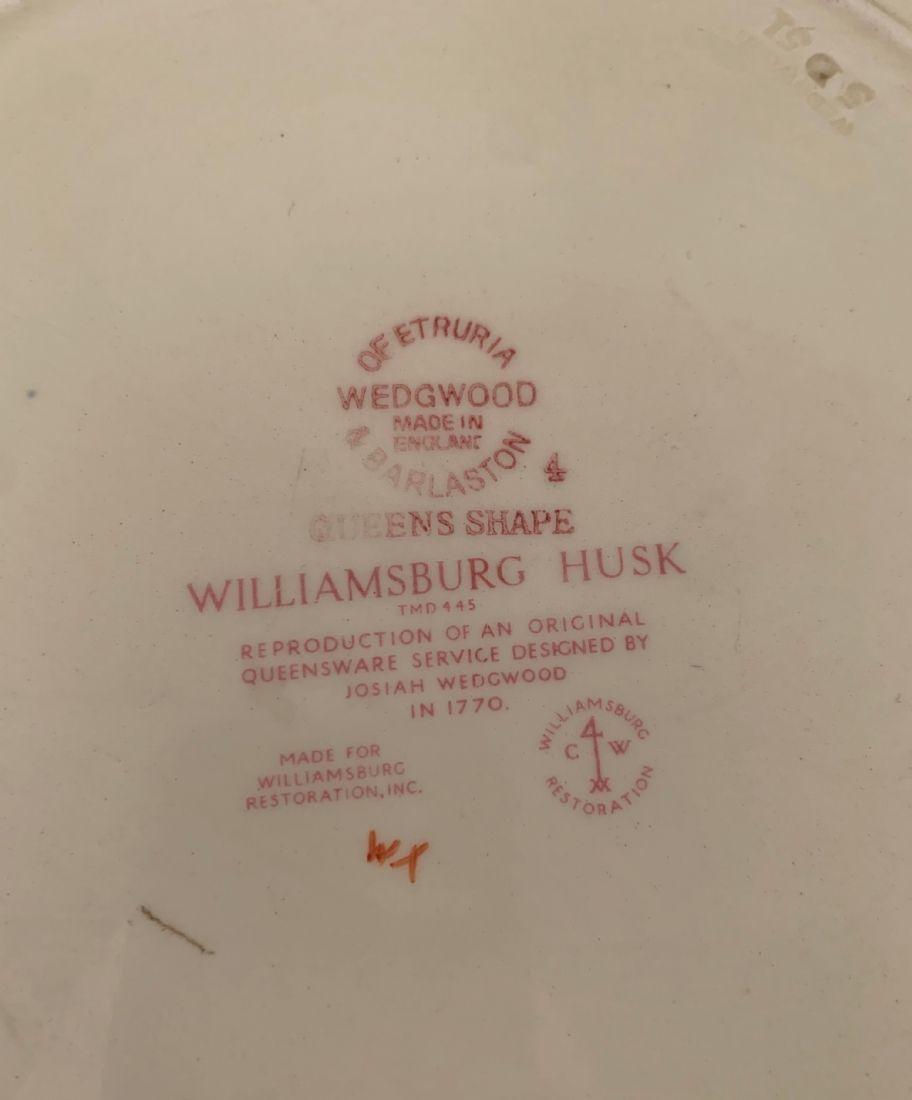 OF ETRURIA
WEDGWOOD
MADE IN
ENGLAND
& BARLASTON
4
QUEENS SHAPE
WILLIAMSBURG HUSK
TMD 445
REPRODUCTION OF AN ORIGINAL
QUEENSWARE SERVICE DESIGNED BY
JOSIAH WEDGWOOD
IN 1770.
MADE FOR
WILLIAMSBURG
RESTORATION, INC.
WILLIAMSBURG
C W
RESTORATION